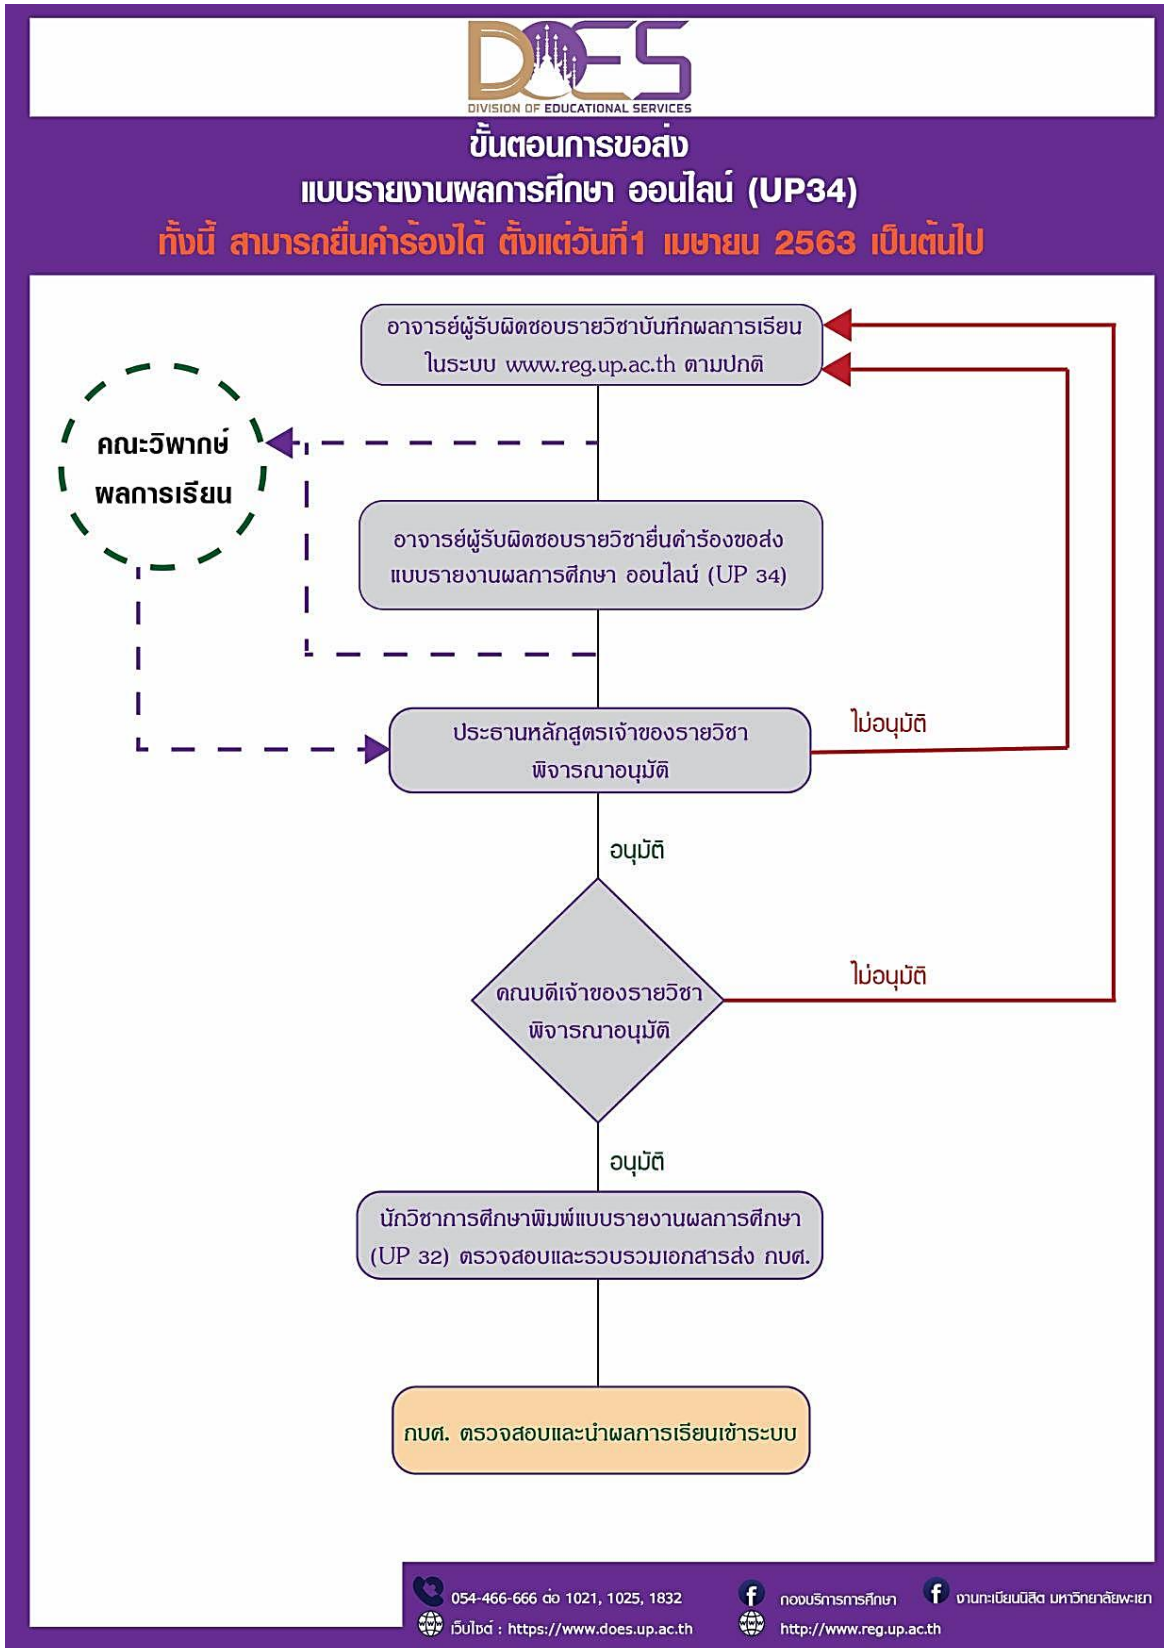 DOES
DIVISION OF EDUCATIONAL SERVICES
ขั้นตอนการขอส่ง
แบบรายงานผลการศึกษา ออนไลน์ (UP34)
ทั้งนี้ สามารถยื่นคำร้องได้ ตั้งแต่วันที่1 เมษายน 2563 เป็นต้นไป
อาจารย์ผู้รับผิดชอบรายวิชาบันทึกผลการเรียน
ในระบบ www.reg.up.ac.th ตามปกติ
คณะวิพากษ์
ผลการเรียน
อาจารย์ผู้รับผิดชอบรายวิชายื่นคำร้องขอส่ง
แบบรายงานผลการศึกษา ออนไลน์ (UP 34)
ประธานหลักสูตรเจ้าของรายวิชา
พิจารณาอนุมัติ
ไม่อนุมัติ
อนุมัติ
คณบดีเจ้าของรายวิชา
พิจารณาอนุมัติ
ไม่อนุมัติ
อนุมัติ
นักวิชาการศึกษาพิมพ์แบบรายงานผลการศึกษา
(UP 32) ตรวจสอบและรวบรวมเอกสารส่ง กบศ.
กบศ. ตรวจสอบและนำผลการเรียนเข้าระบบ
054-466-666 ต่อ 1021, 1025, 1832
เว็บไซต์ : https://www.does.up.ac.th
กองบริการการศึกษา
http://www.reg.up.ac.th
งานทะเบียนนิสิต มหาวิทยาลัยพะเยา